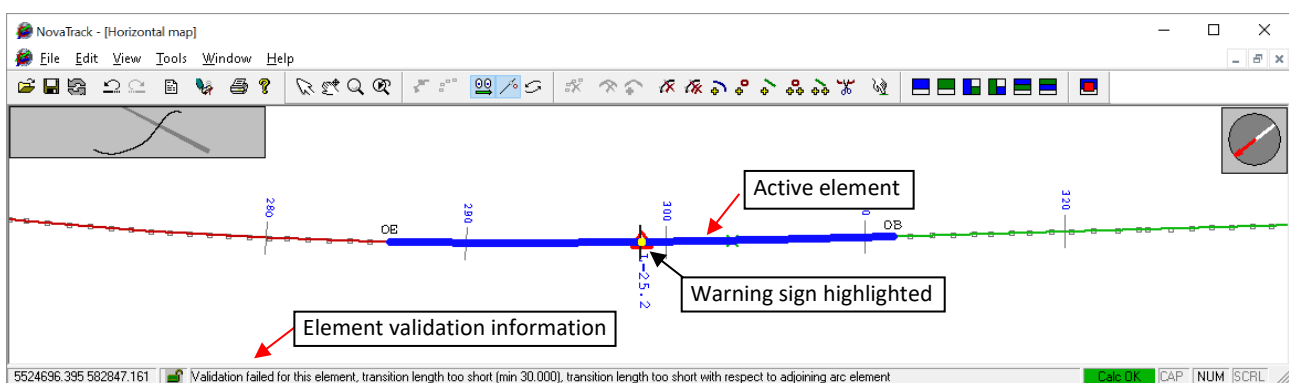 NovaTrack - [Horizontal map]
File Edit View Tools Window Help
Active element
280
290
300
320
OE
OB
L=25.2
Warning sign highlighted
Element validation information
5524696.395 582847.161 Validation failed for this element, transition length too short (min 30.000), transition length too short with respect to adjoining arc element Calc OK CAP NUM SCRL